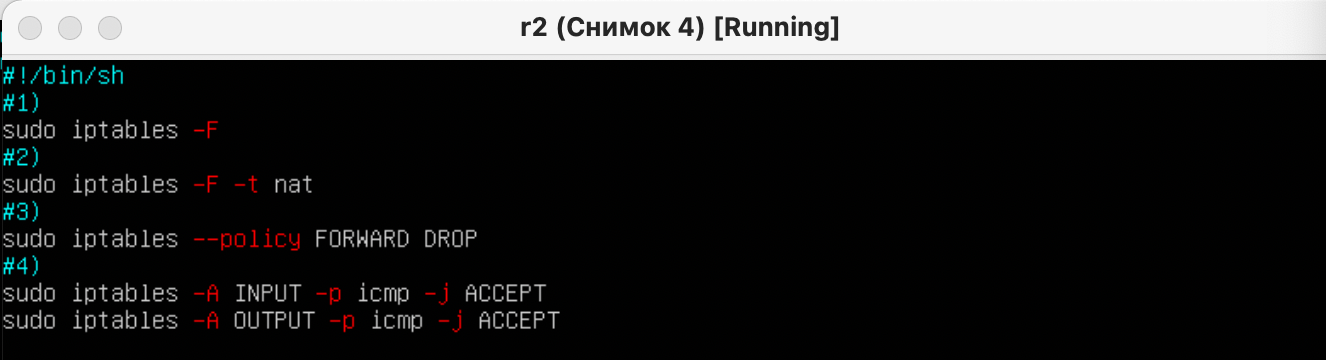 r2 (Снимок 4) [Running]
#!/bin/sh
#1)
sudo iptables -F
#2)
sudo iptables -F -t nat
#3)
sudo iptables --policy FORWARD DROP
#4)
sudo iptables -A INPUT -p icmp -j ACCEPT
sudo iptables -A OUTPUT -p icmp -j ACCEPT